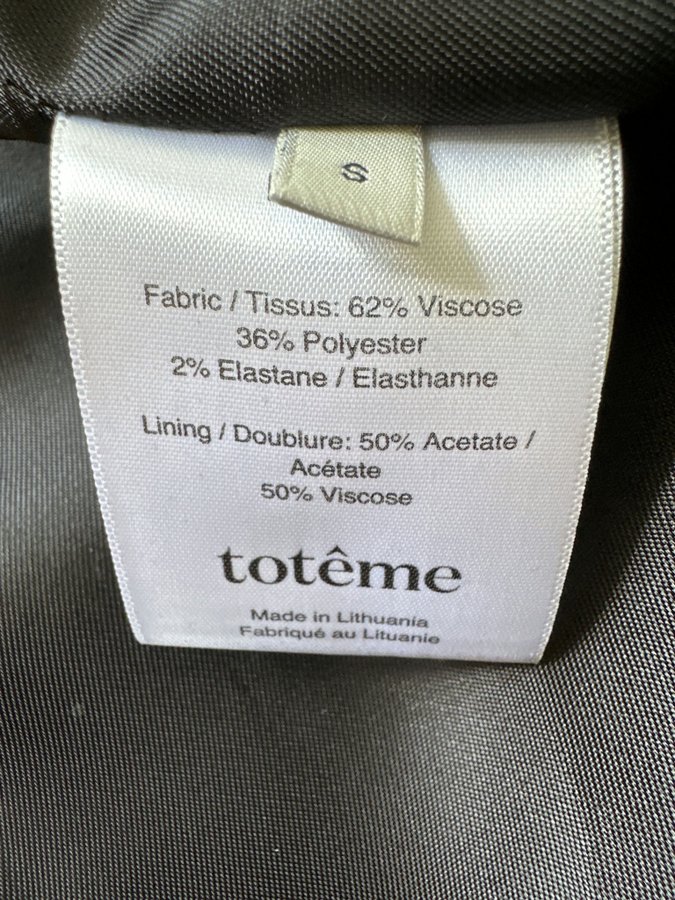 S
Fabric / Tissus: 62% Viscose
36% Polyester
2% Elastane / Elasthanne
Lining / Doublure: 50% Acetate /
Acétate
50% Viscose
totême
Made in Lithuania
Fabriqué au Lituanie